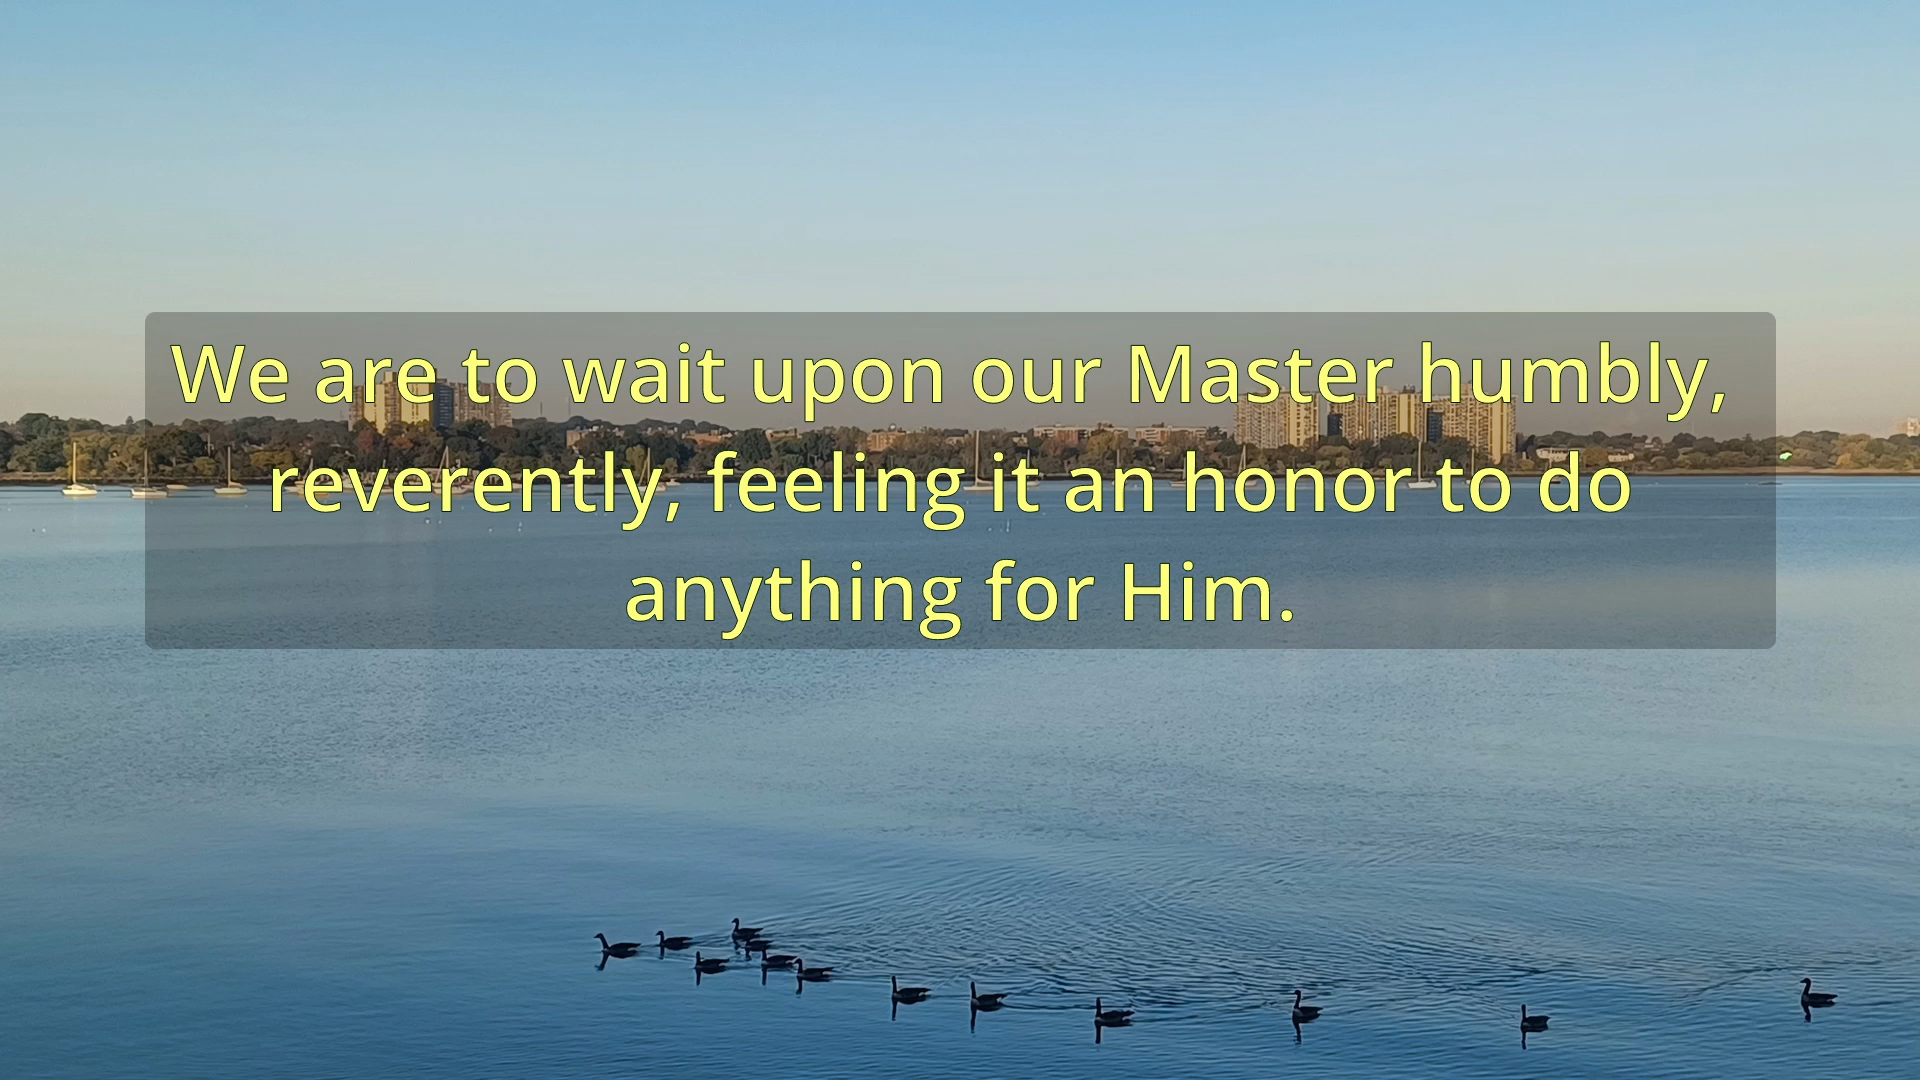 We are to wait upon our Master humbly,
reverently, feeling it an honor to do
anything for Him.